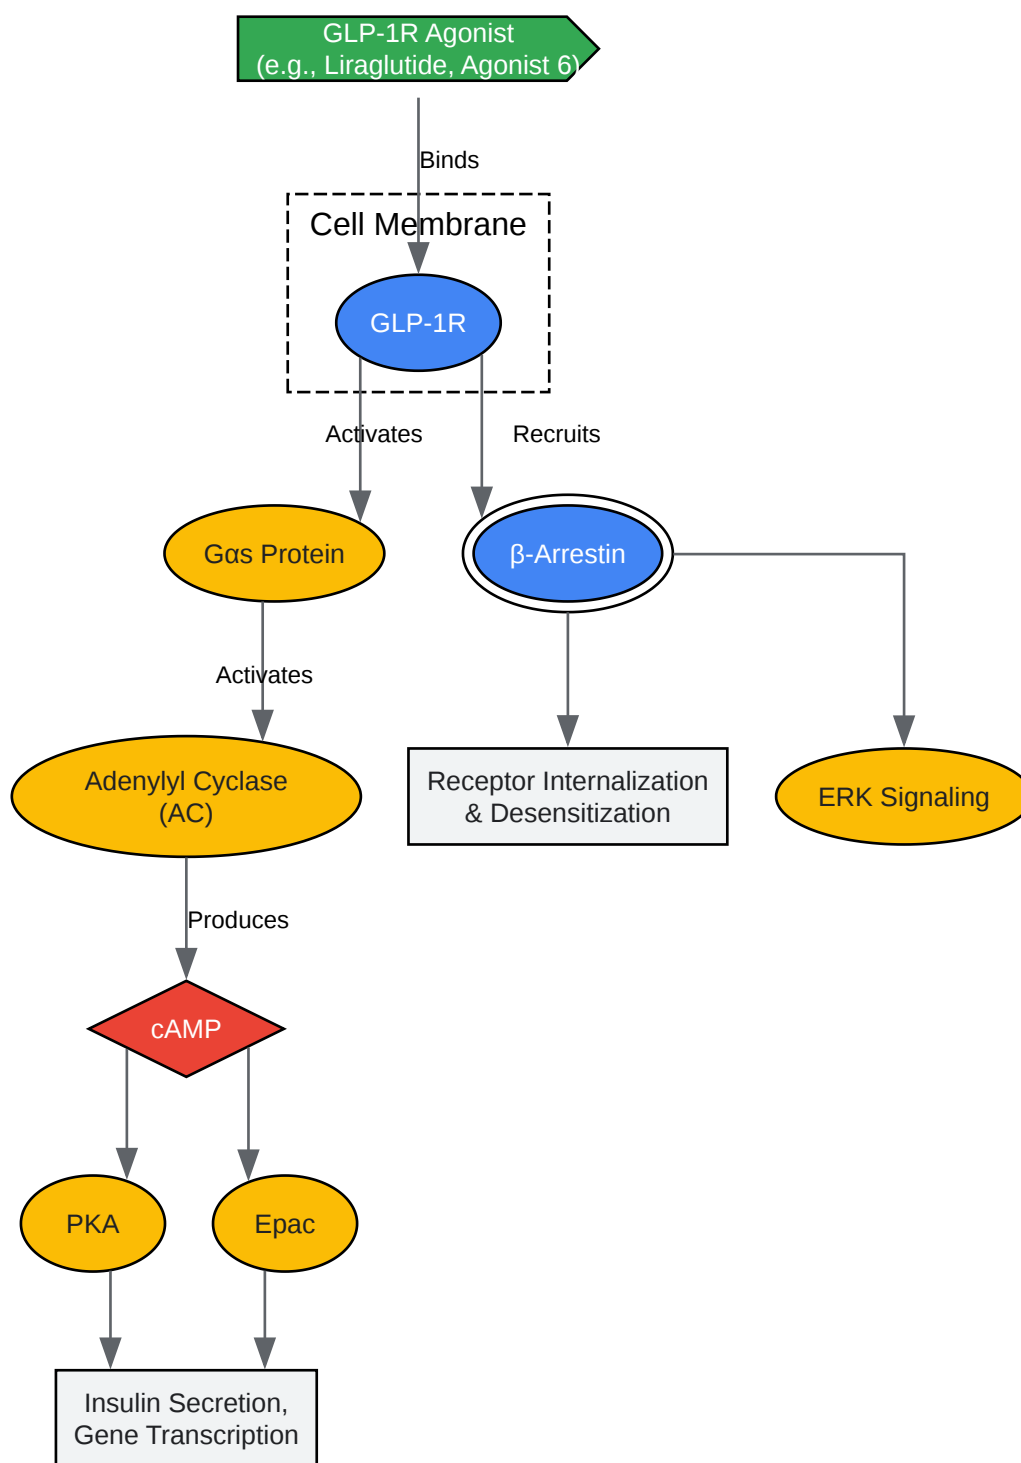 GLP-1R Agonist
(e.g., Liraglutide, Agonist 6)
Binds
Cell Membrane
GLP-1R
Activates
Recruits
Gαs Protein
β-Arrestin
Activates
Adenylyl Cyclase
(AC)
Receptor Internalization
& Desensitization
ERK Signaling
Produces
cAMP
PKA
Epac
Insulin Secretion,
Gene Transcription